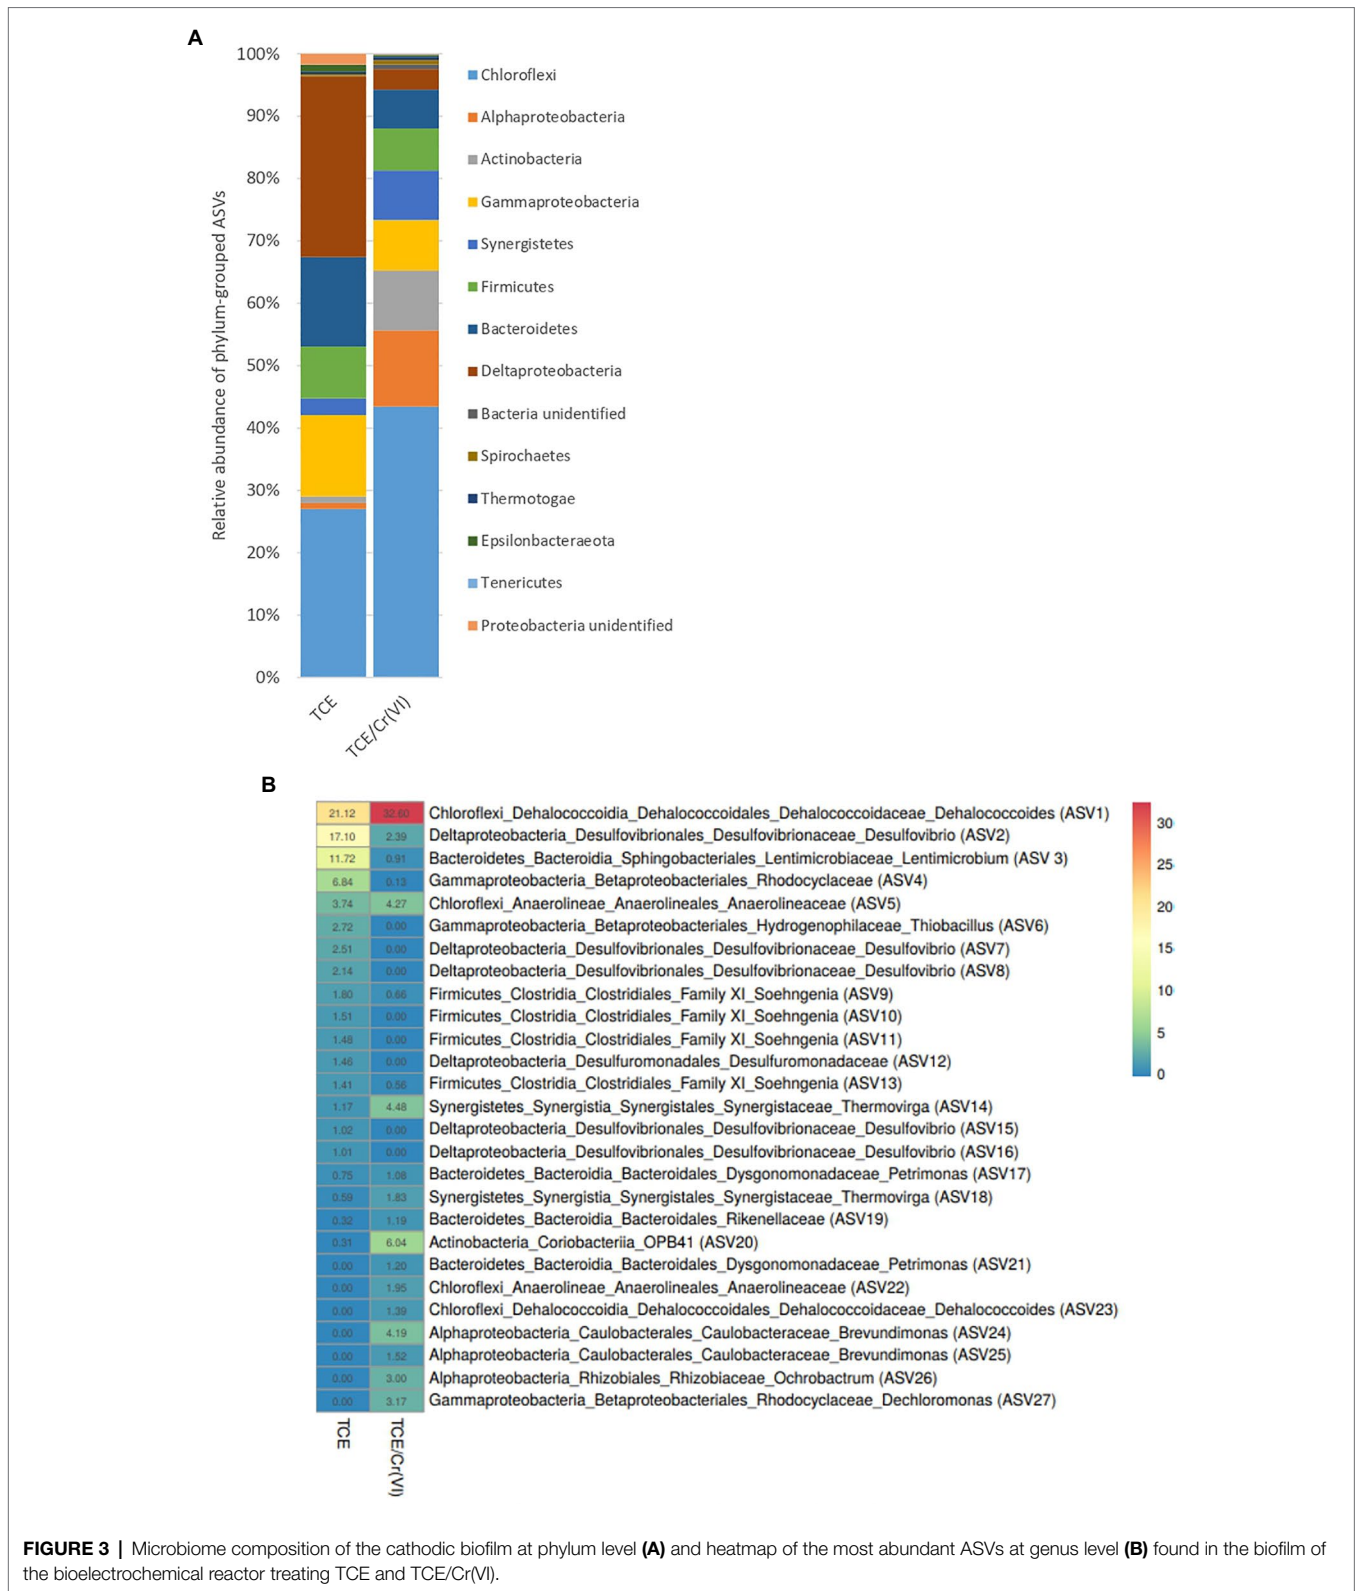 A
100%
90%
80%
70%
60%
50%
40%
30%
20%
10%
0%
Relative abundance of phylum-grouped ASVs
TCE
TCE/Cr(VI)
Chloroflexi
Alphaproteobacteria
Actinobacteria
Gammaproteobacteria
Synergistetes
Firmicutes
Bacteroidetes
Deltaproteobacteria
Bacteria unidentified
Spirochaetes
Thermotogae
Epsilonbacteraeota
Tenericutes
Proteobacteria unidentified
B
21.12 32.60 Chloroflexi_Dehalococcoidia_Dehalococcoidales_Dehalococcoidaceae_Dehalococcoides (ASV1)
17.10 2.39 Deltaproteobacteria_Desulfovibrionales_Desulfovibrionaceae_Desulfovibrio (ASV2)
11.72 0.91 Bacteroidetes_Bacteroidia_Sphingobacteriales_Lentimicrobiaceae_Lentimicrobium (ASV 3)
6.84 0.13 Gammaproteobacteria_Betaproteobacteriales_Rhodocyclaceae (ASV4)
3.74 4.27 Chloroflexi_Anaerolineae_Anaerolineales_Anaerolineaceae (ASV5)
2.72 0.00 Gammaproteobacteria_Betaproteobacteriales_Hydrogenophilaceae_Thiobacillus (ASV6)
2.51 0.00 Deltaproteobacteria_Desulfovibrionales_Desulfovibrionaceae_Desulfovibrio (ASV7)
2.14 0.00 Deltaproteobacteria_Desulfovibrionales_Desulfovibrionaceae_Desulfovibrio (ASV8)
1.80 0.66 Firmicutes_Clostridia_Clostridiales_Family XI_Soehngenia (ASV9)
1.51 0.00 Firmicutes_Clostridia_Clostridiales_Family XI_Soehngenia (ASV10)
1.48 0.00 Firmicutes_Clostridia_Clostridiales_Family XI_Soehngenia (ASV11)
1.46 0.00 Deltaproteobacteria_Desulfuromonadales_Desulfuromonadaceae (ASV12)
1.41 0.56 Firmicutes_Clostridia_Clostridiales_Family XI_Soehngenia (ASV13)
1.17 4.48 Synergistetes_Synergistia_Synergistales_Synergistaceae_Thermovirga (ASV14)
1.02 0.00 Deltaproteobacteria_Desulfovibrionales_Desulfovibrionaceae_Desulfovibrio (ASV15)
1.01 0.00 Deltaproteobacteria_Desulfovibrionales_Desulfovibrionaceae_Desulfovibrio (ASV16)
0.75 1.08 Bacteroidetes_Bacteroidia_Bacteroidales_Dysgonomonadaceae_Petrimonas (ASV17)
0.59 1.83 Synergistetes_Synergistia_Synergistales_Synergistaceae_Thermovirga (ASV18)
0.32 1.19 Bacteroidetes_Bacteroidia_Bacteroidales_Rikenellaceae (ASV19)
0.31 6.04 Actinobacteria_Coriobacteriia_OPB41 (ASV20)
0.00 1.20 Bacteroidetes_Bacteroidia_Bacteroidales_Dysgonomonadaceae_Petrimonas (ASV21)
0.00 1.95 Chloroflexi_Anaerolineae_Anaerolineales_Anaerolineaceae (ASV22)
0.00 1.39 Chloroflexi_Dehalococcoidia_Dehalococcoidales_Dehalococcoidaceae_Dehalococcoides (ASV23)
0.00 4.19 Alphaproteobacteria_Caulobacterales_Caulobacteraceae_Brevundimonas (ASV24)
0.00 1.52 Alphaproteobacteria_Caulobacterales_Caulobacteraceae_Brevundimonas (ASV25)
0.00 3.00 Alphaproteobacteria_Rhizobiales_Rhizobiaceae_Ochrobactrum (ASV26)
0.00 3.17 Gammaproteobacteria_Betaproteobacteriales_Rhodocyclaceae_Dechloromonas (ASV27)
TCE
TCE/Cr(VI)
30
25
20
15
10
5
0
FIGURE 3 | Microbiome composition of the cathodic biofilm at phylum level (A) and heatmap of the most abundant ASVs at genus level (B) found in the biofilm of
the bioelectrochemical reactor treating TCE and TCE/Cr(VI).